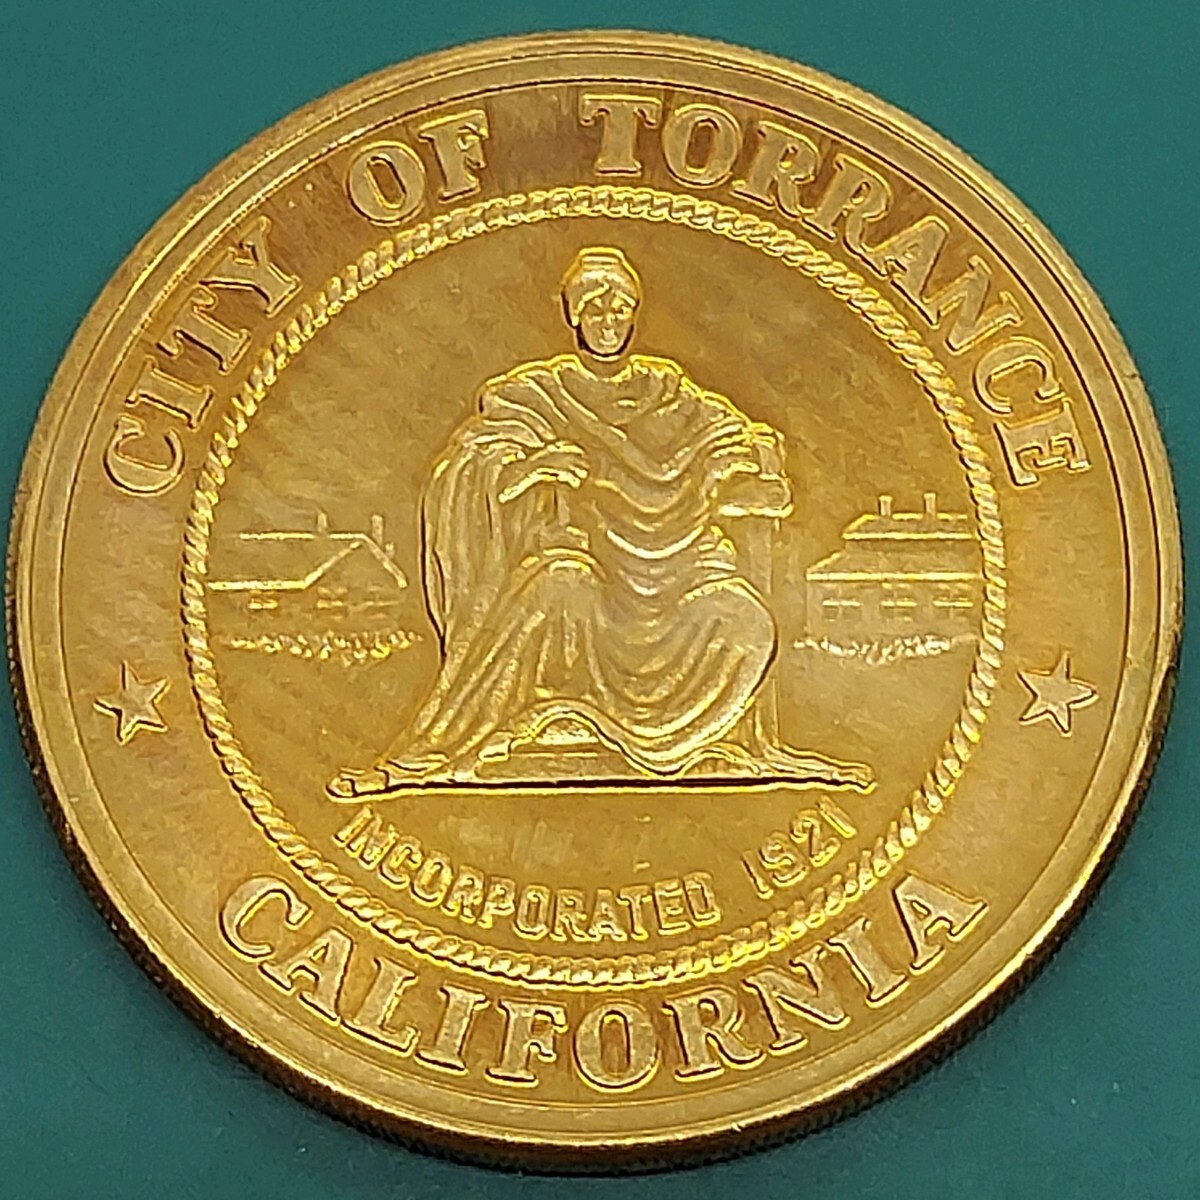 CITY OF TORRANCE
INCORPORATED 1921
CALIFORNIA